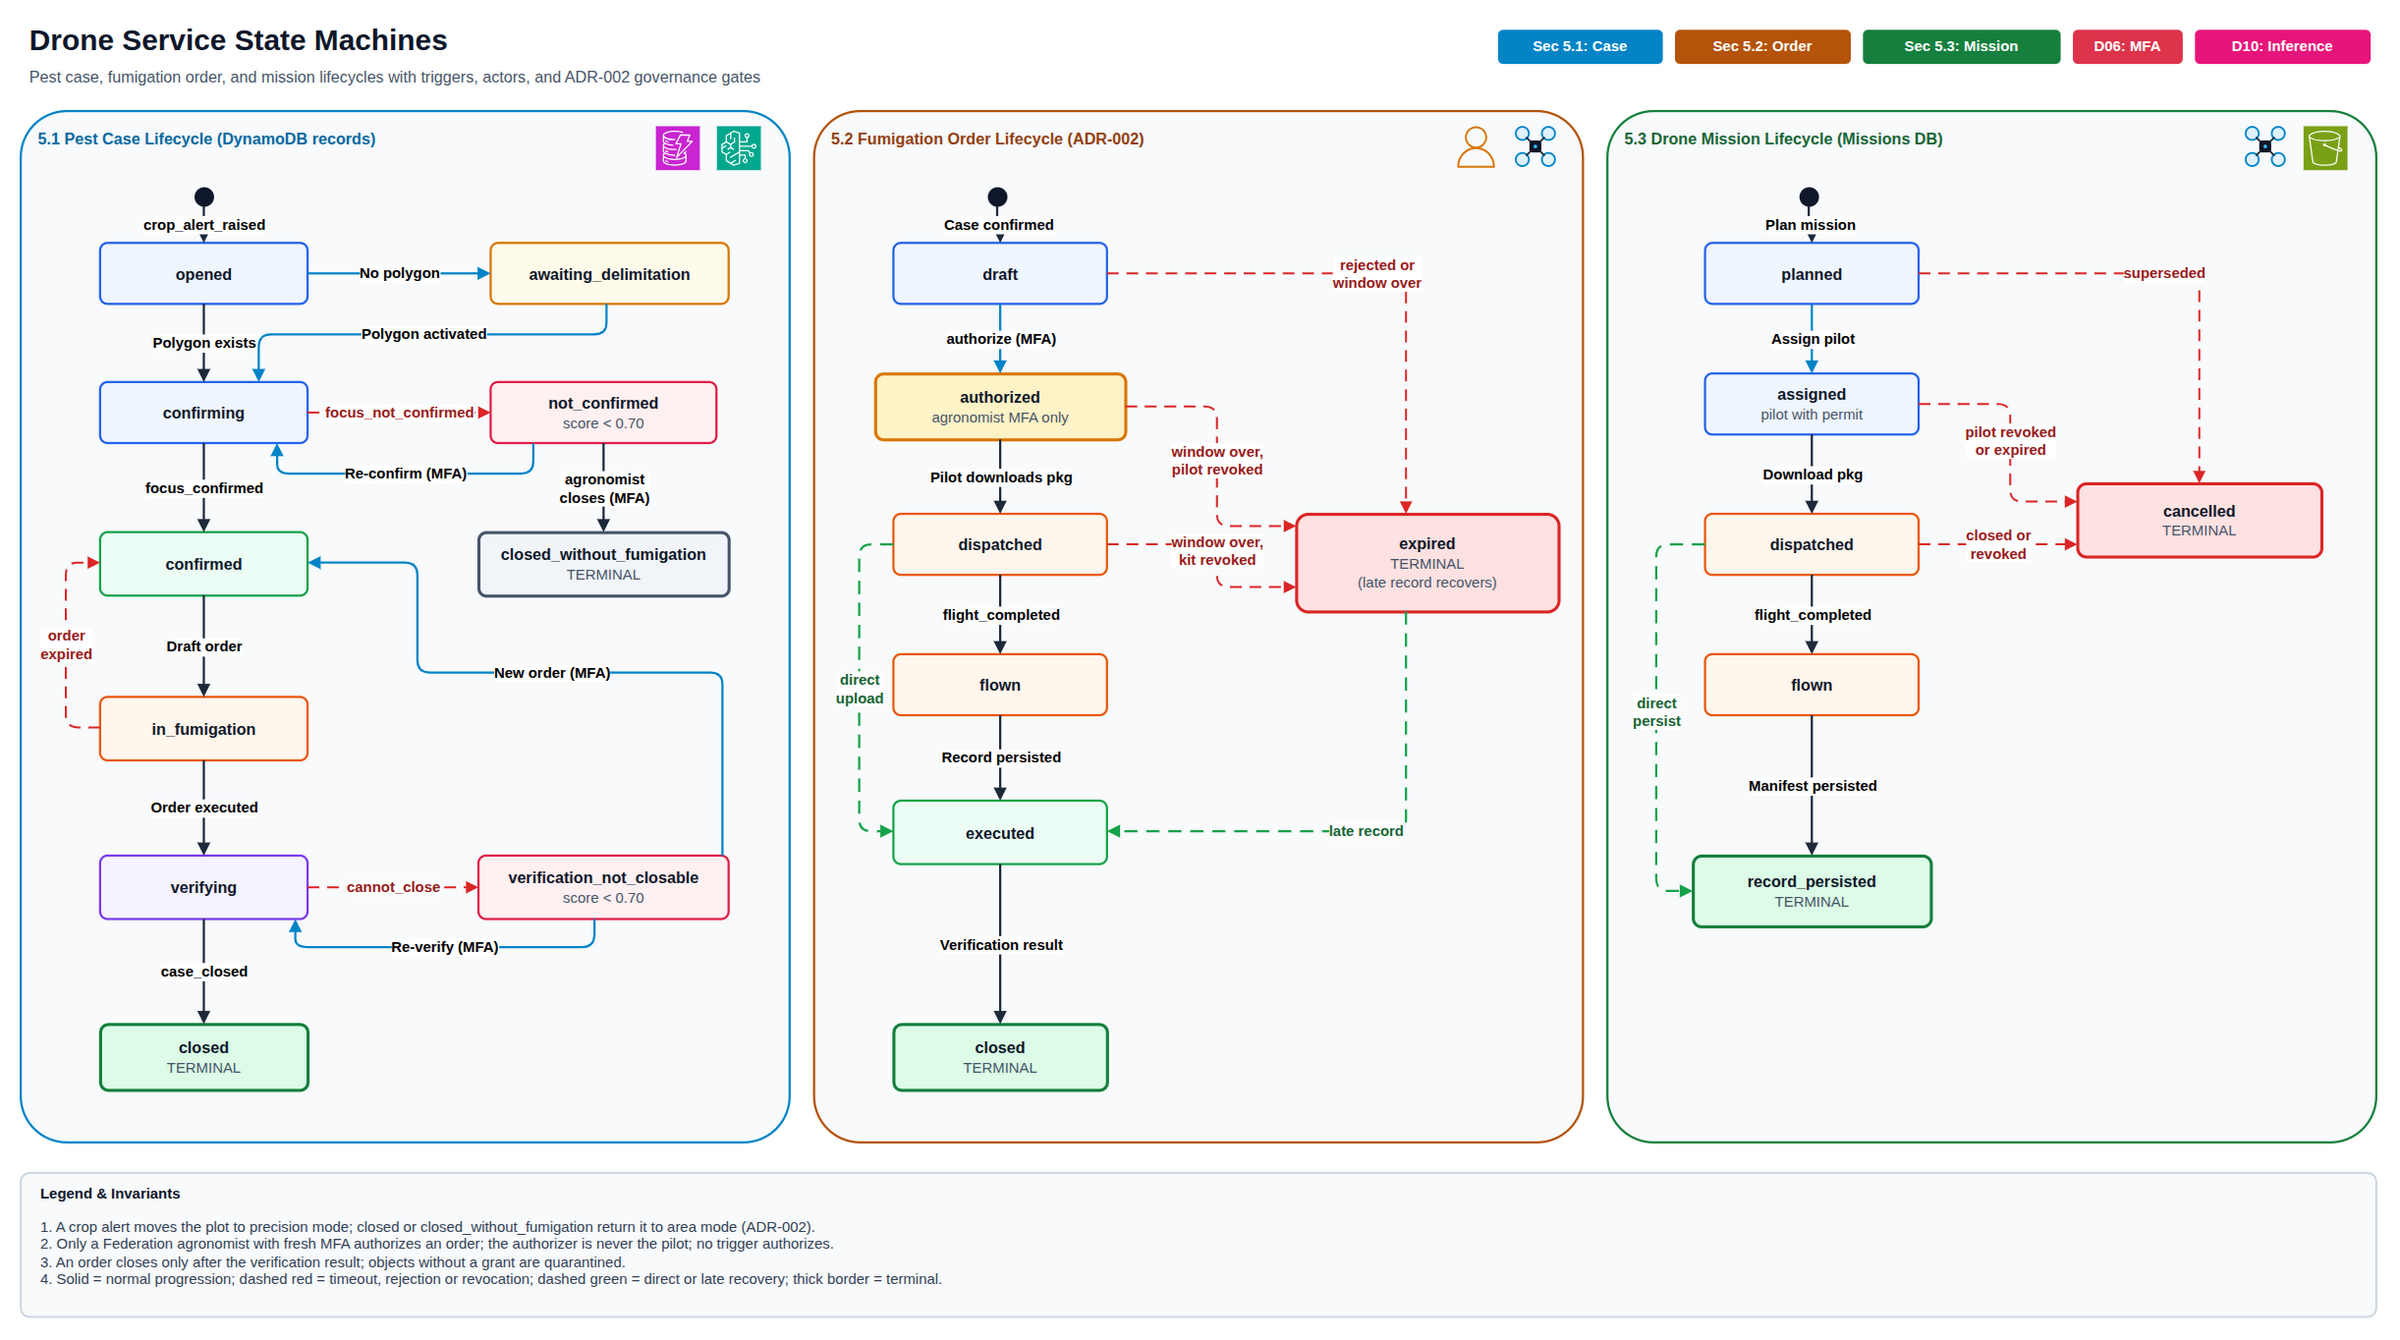 Drone Service State Machines
Pest case, fumigation order, and mission lifecycles with triggers, actors, and ADR-002 governance gates
Sec 5.1: Case
Sec 5.2: Order
Sec 5.3: Mission
D06: MFA
D10: Inference
5.1 Pest Case Lifecycle (DynamoDB records)
crop_alert_raised
opened
No polygon
awaiting_delimitation
Polygon activated
Polygon exists
confirming
focus_not_confirmed
not_confirmed
score < 0.70
Re-confirm (MFA)
agronomist
closes (MFA)
focus_confirmed
confirmed
closed_without_fumigation
TERMINAL
order
expired
Draft order
New order (MFA)
in_fumigation
Order executed
verifying
cannot_close
verification_not_closable
score < 0.70
Re-verify (MFA)
case_closed
closed
TERMINAL
5.2 Fumigation Order Lifecycle (ADR-002)
Case confirmed
draft
rejected or
window over
authorize (MFA)
authorized
agronomist MFA only
window over,
pilot revoked
Pilot downloads pkg
dispatched
window over,
kit revoked
expired
TERMINAL
(late record recovers)
flight_completed
direct
upload
flown
Record persisted
executed
late record
Verification result
closed
TERMINAL
5.3 Drone Mission Lifecycle (Missions DB)
Plan mission
planned
superseded
Assign pilot
assigned
pilot with permit
pilot revoked
or expired
Download pkg
cancelled
TERMINAL
dispatched
closed or
revoked
flight_completed
flown
direct
persist
Manifest persisted
record_persisted
TERMINAL
Legend & Invariants
1. A crop alert moves the plot to precision mode; closed or closed_without_fumigation return it to area mode (ADR-002).
2. Only a Federation agronomist with fresh MFA authorizes an order; the authorizer is never the pilot; no trigger authorizes.
3. An order closes only after the verification result; objects without a grant are quarantined.
4. Solid = normal progression; dashed red = timeout, rejection or revocation; dashed green = direct or late recovery; thick border = terminal.